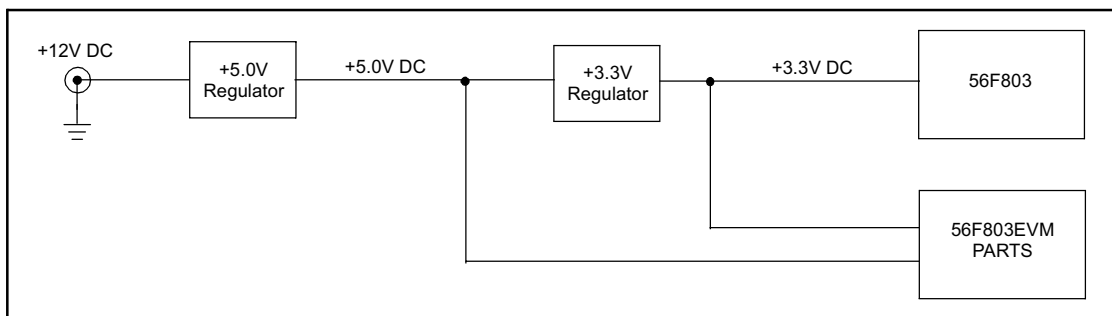 +12V DC
+5.0V
Regulator
+5.0V DC
+3.3V
Regulator
+3.3V DC
56F803
56F803EVM
PARTS